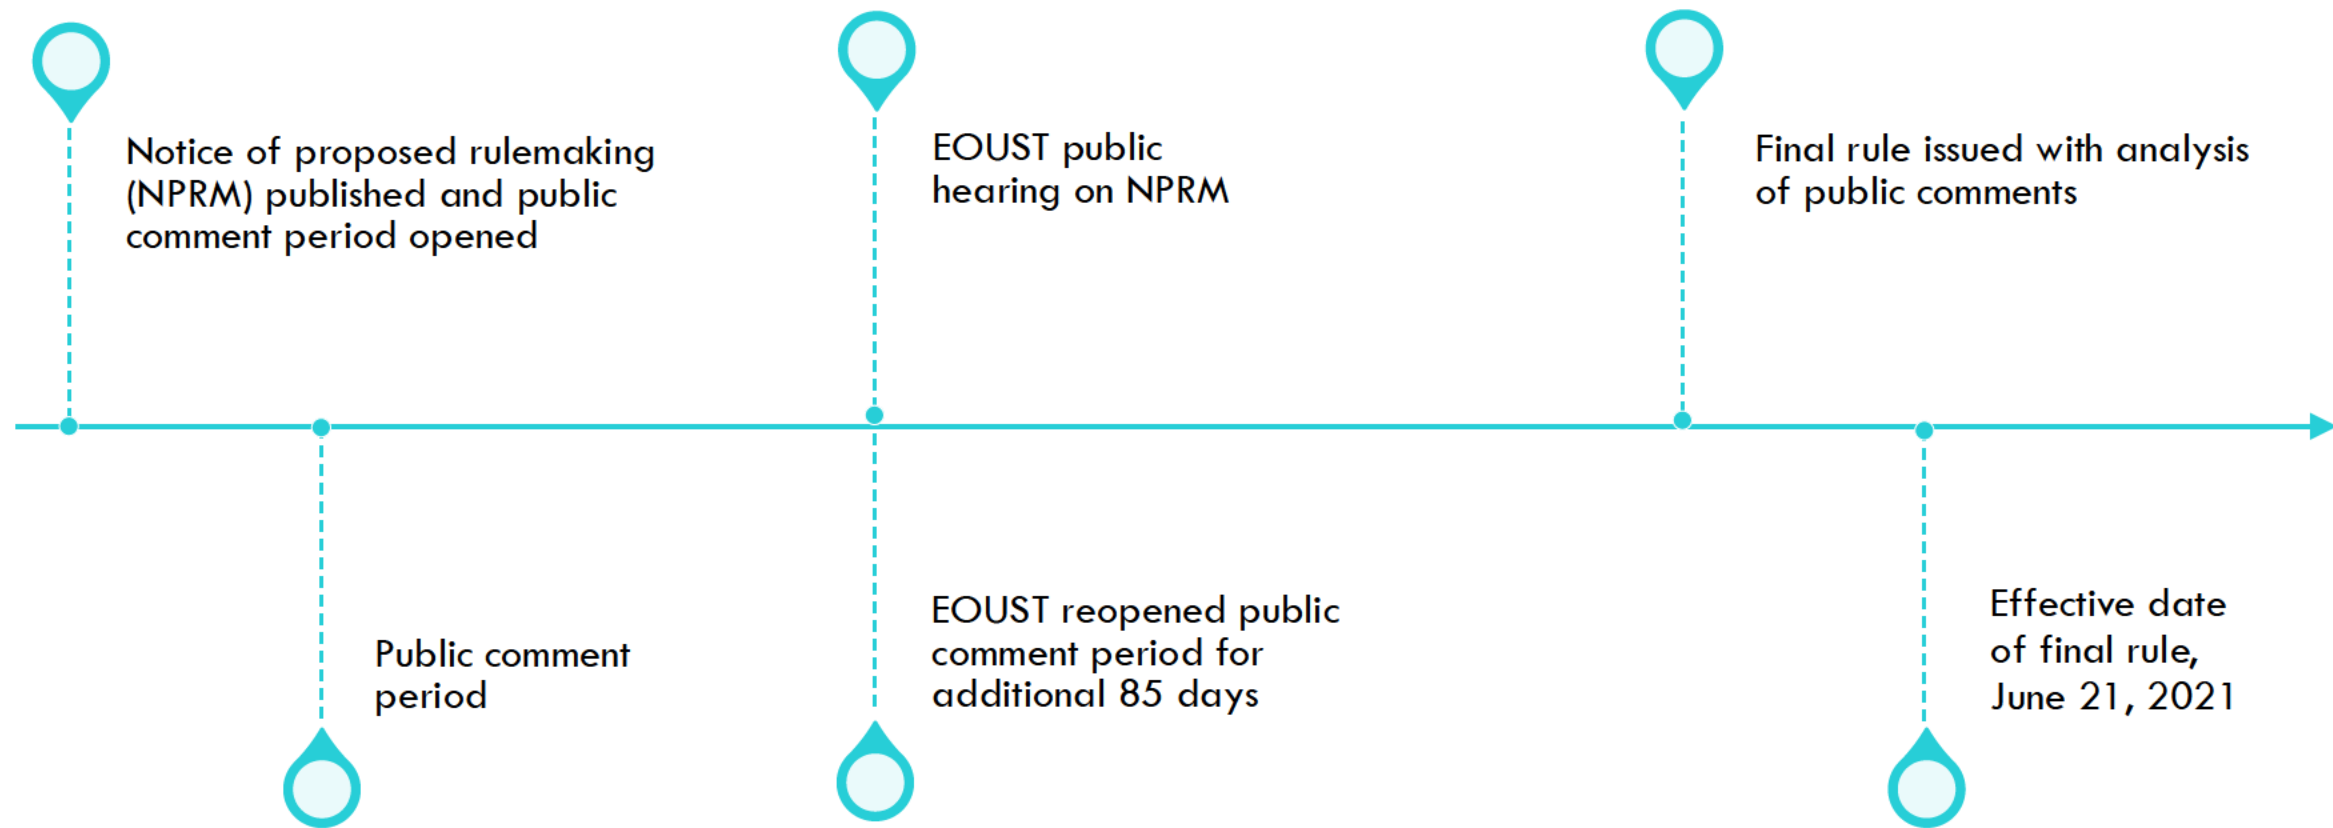 Notice of proposed rulemaking
(NPRM) published and public
comment period opened
EOUST public
hearing on NPRM
Final rule issued with analysis
of public comments
Public comment
period
EOUST reopened public
comment period for
additional 85 days
Effective date
of final rule,
June 21, 2021